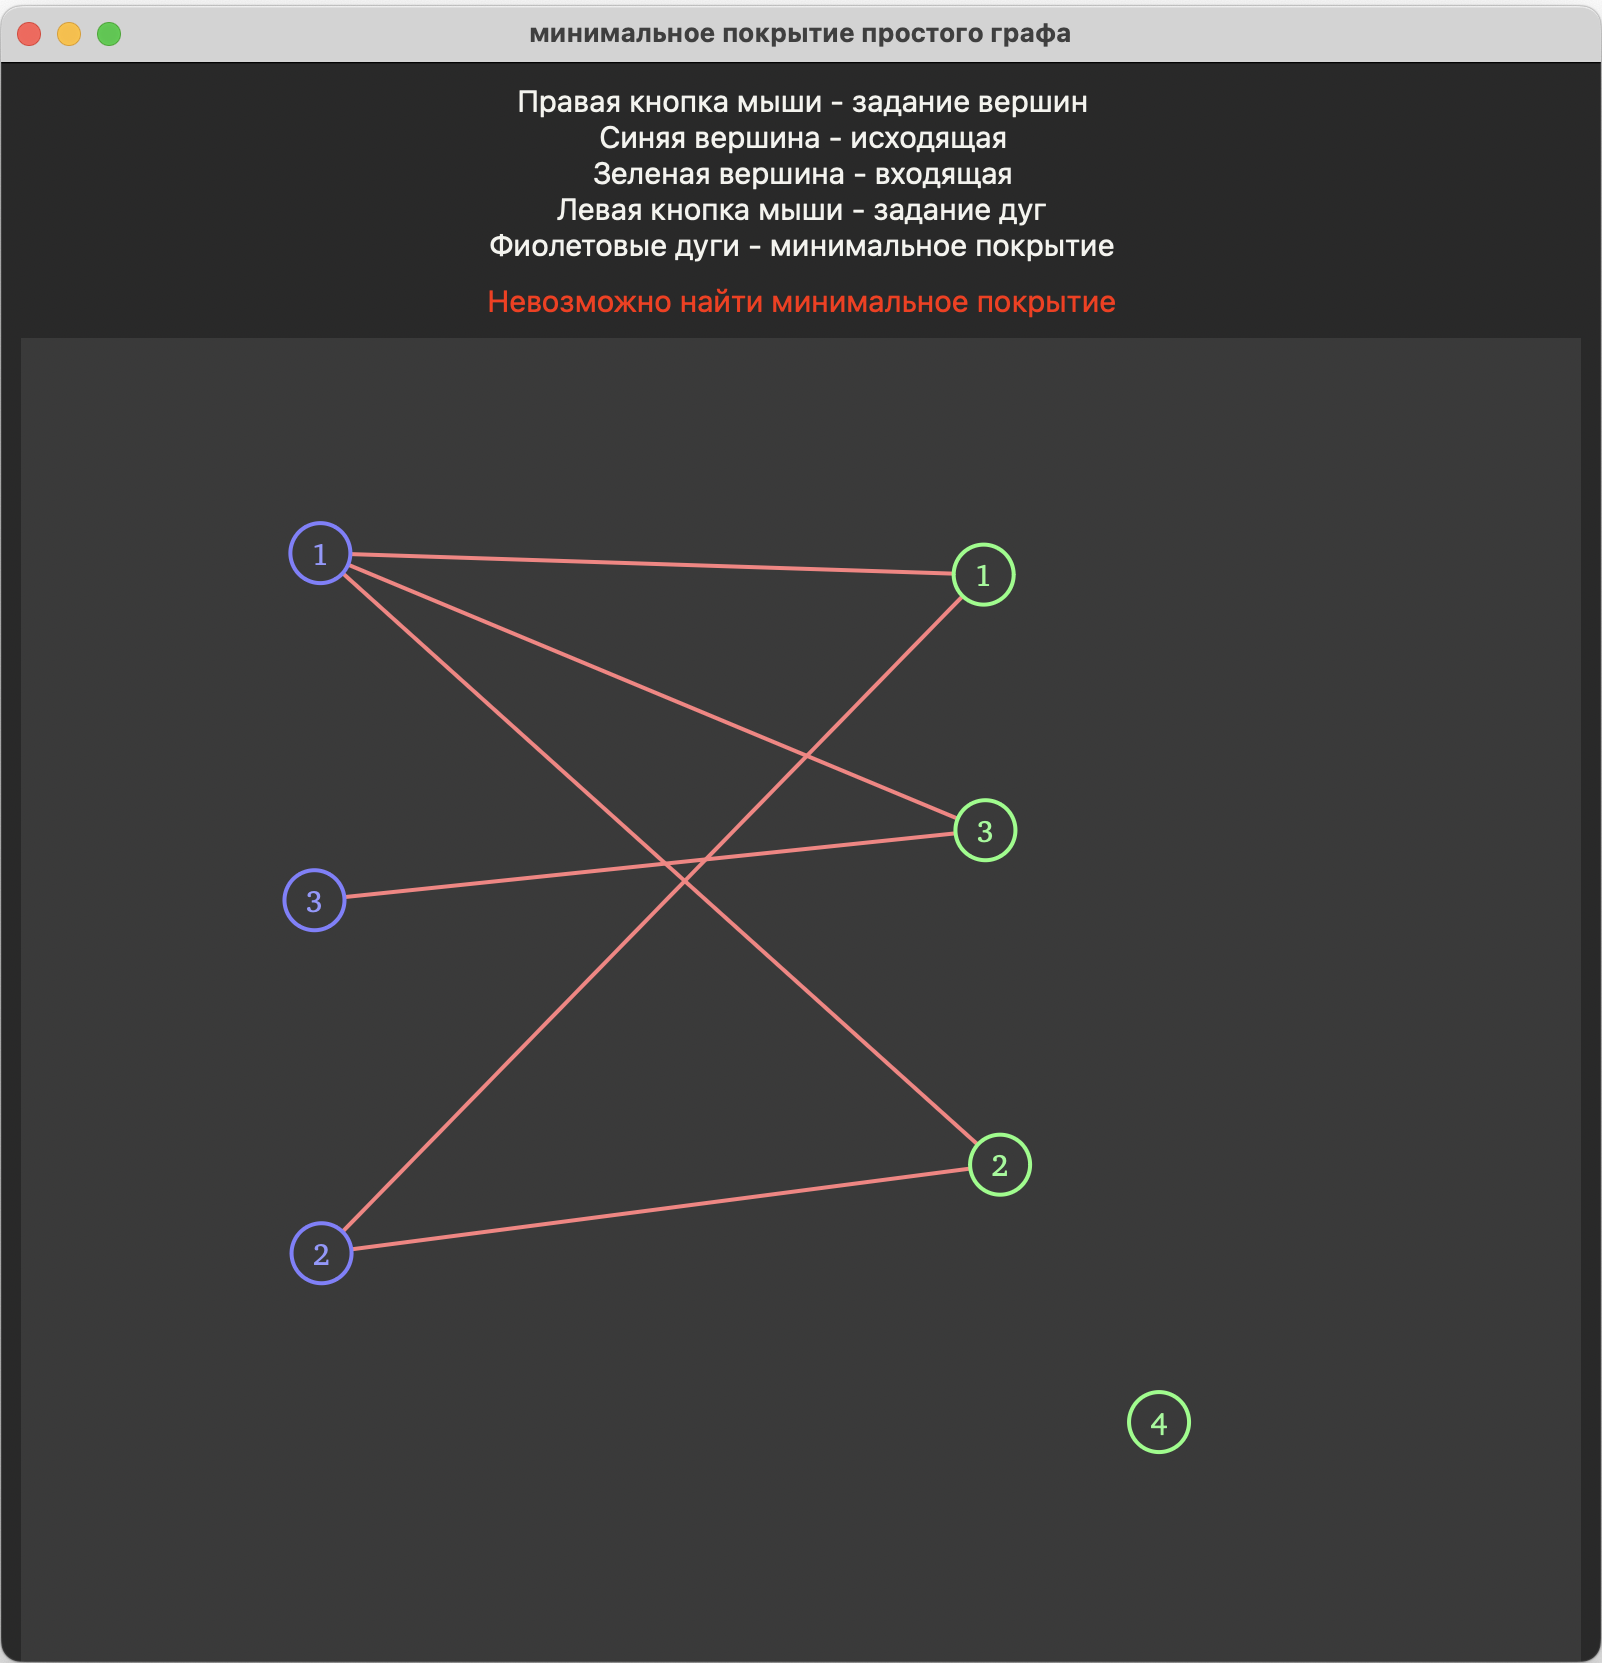 минимальное покрытие простого графа
Правая кнопка мыши - задание вершин
Синяя вершина - исходящая
Зеленая вершина - входящая
Левая кнопка мыши - задание дуг
Фиолетовые дуги - минимальное покрытие
Невозможно найти минимальное покрытие
1
1
3
3
2
2
4